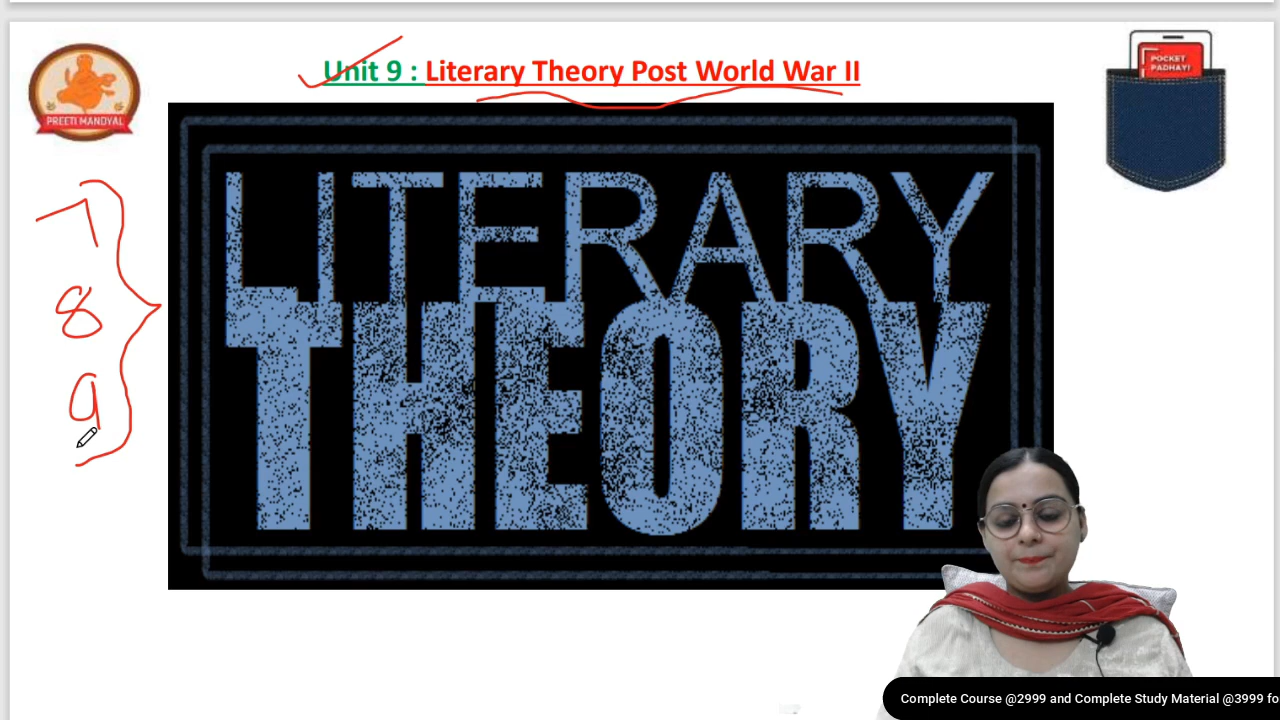 Unit 9 : Literary Theory Post World War II
PREETI MANDYAL
POCKET
PADHAYI
7
8
9
LITERARY
THEORY
Complete Course @2999 and Complete Study Material @3999 fo